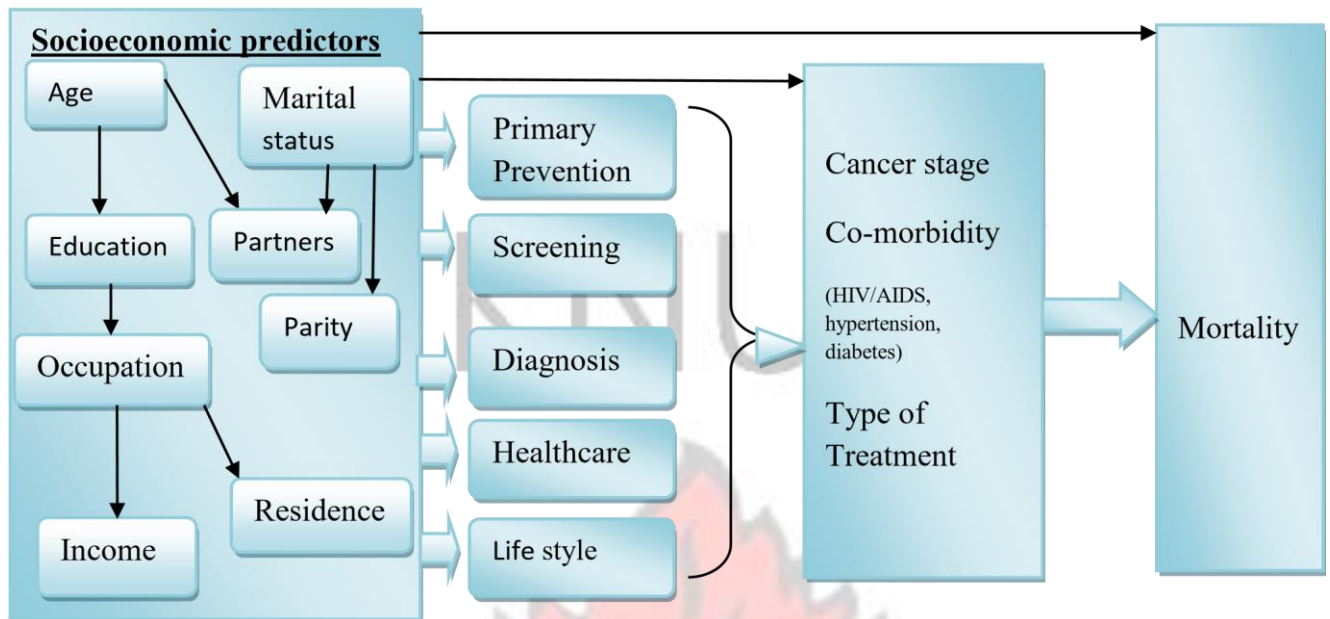 Socioeconomic predictors
Age
Marital
status
Education
Partners
Parity
Occupation
Residence
Income
Primary
Prevention
Screening
Diagnosis
Healthcare
Life style
Cancer stage
Co-morbidity
(HIV/AIDS,
hypertension,
diabetes)
Type of
Treatment
Mortality